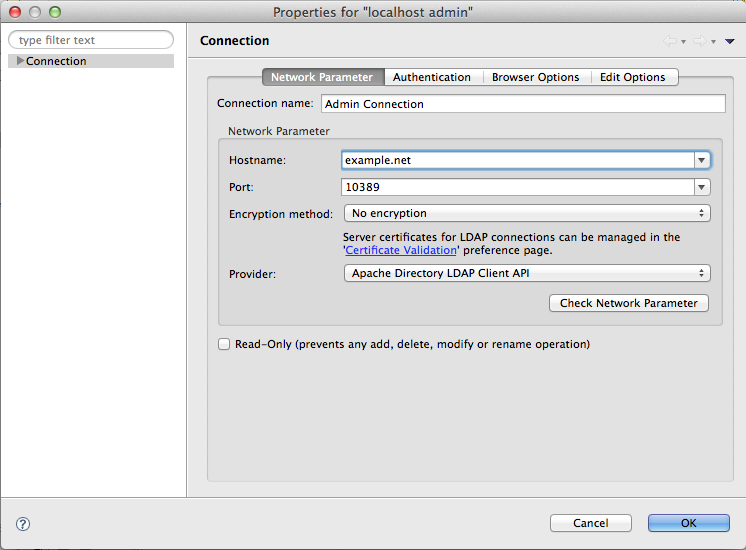 Properties for "localhost admin"
type filter text
Connection
Connection
Network Parameter
Authentication
Browser Options
Edit Options
Connection name: Admin Connection
Network Parameter
Hostname: example.net
Port: 10389
Encryption method: No encryption
Server certificates for LDAP connections can be managed in the
'Certificate Validation' preference page.
Provider: Apache Directory LDAP Client API
Check Network Parameter
Read-Only (prevents any add, delete, modify or rename operation)
?
Cancel
OK